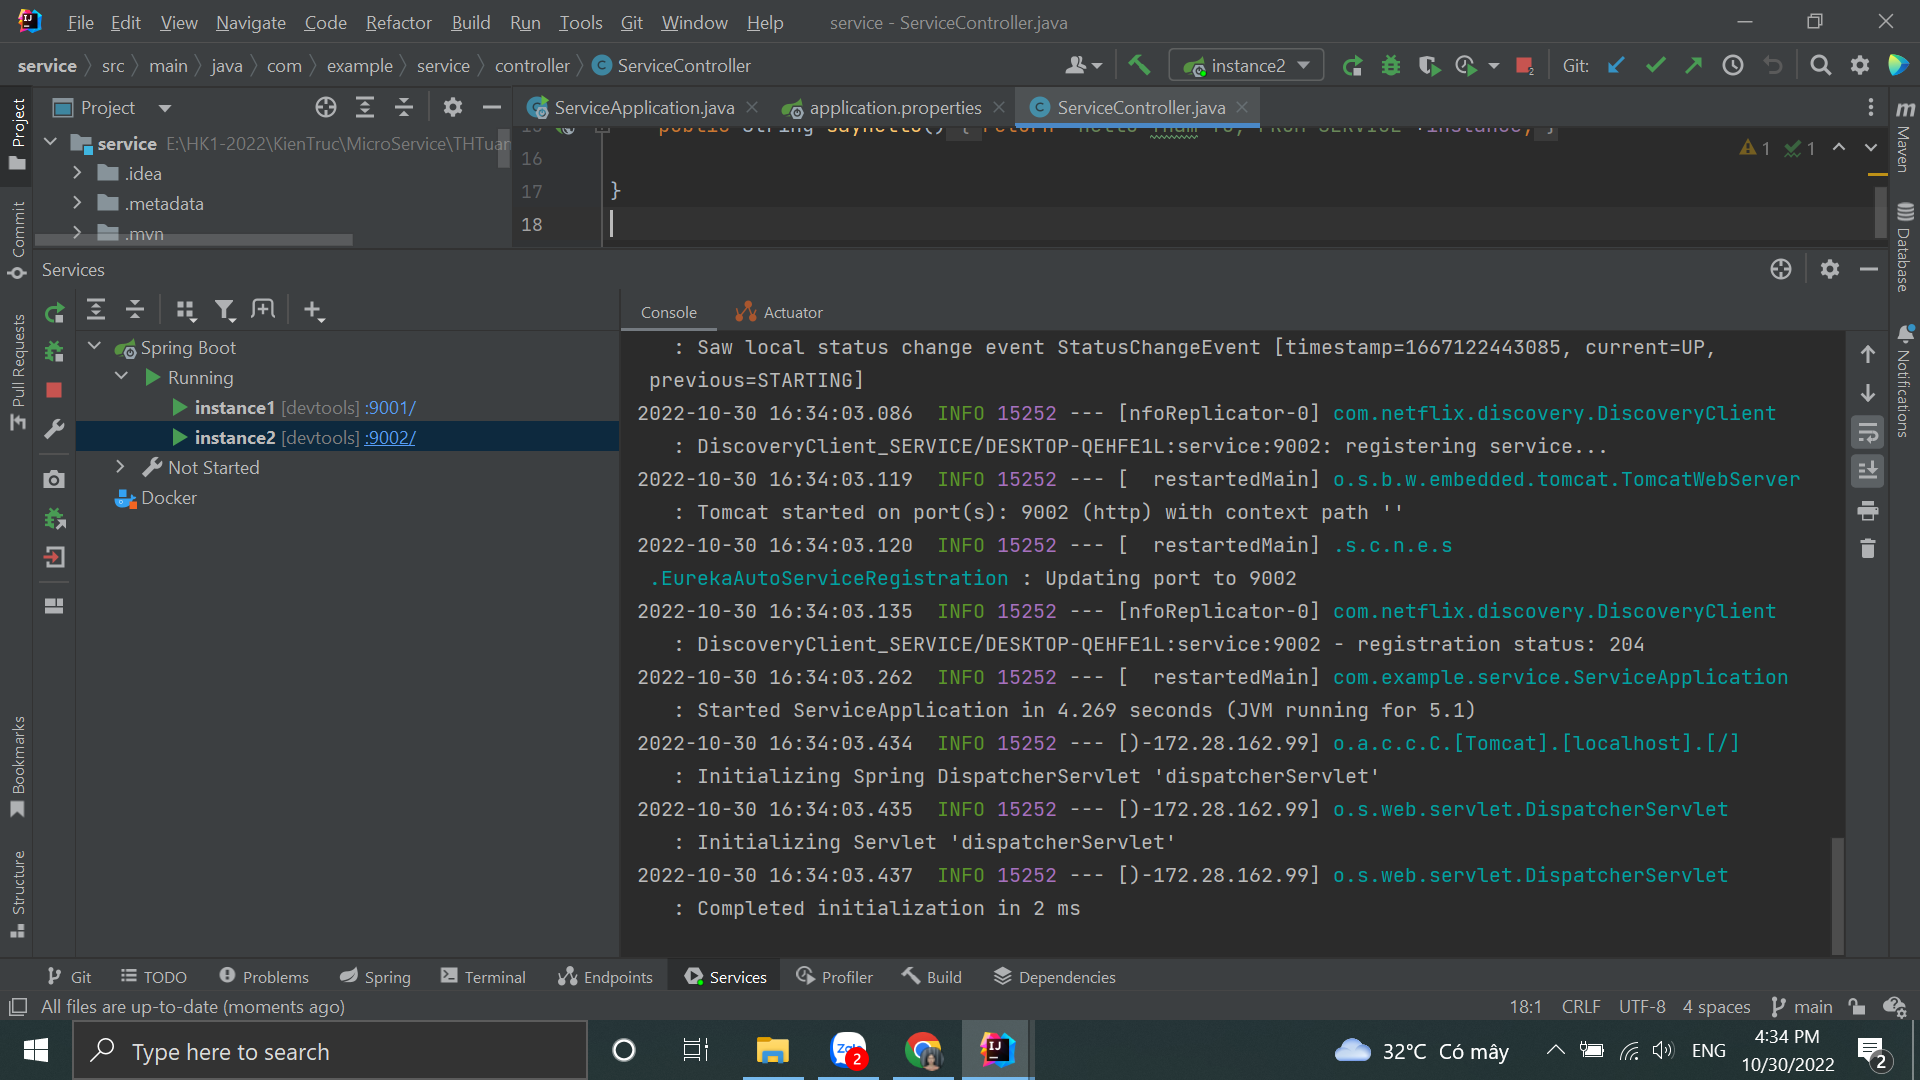 File Edit View Navigate Code Refactor Build Run Tools Git Window Help service - ServiceController.java
service src main java com example service controller ServiceController instance2 Git:
Project ServiceApplication.java application.properties ServiceController.java
service E:\HK1-2022\KienTruc\MicroService\THTuan
.idea
.metadata
.mvn
16
17 }
18
1 1
Project
Commit
Pull Requests
Bookmarks
Structure
Maven
Database
Notifications
Services
Console Actuator
Spring Boot
Running
instance1 [devtools] :9001/
instance2 [devtools] :9002/
Not Started
Docker
: Saw local status change event StatusChangeEvent [timestamp=1667122443085, current=UP,
previous=STARTING]
2022-10-30 16:34:03.086 INFO 15252 --- [nfoReplicator-0] com.netflix.discovery.DiscoveryClient
: DiscoveryClient_SERVICE/DESKTOP-QEHFE1L:service:9002: registering service...
2022-10-30 16:34:03.119 INFO 15252 --- [  restartedMain] o.s.b.w.embedded.tomcat.TomcatWebServer
: Tomcat started on port(s): 9002 (http) with context path ''
2022-10-30 16:34:03.120 INFO 15252 --- [  restartedMain] .s.c.n.e.s
.EurekaAutoServiceRegistration : Updating port to 9002
2022-10-30 16:34:03.135 INFO 15252 --- [nfoReplicator-0] com.netflix.discovery.DiscoveryClient
: DiscoveryClient_SERVICE/DESKTOP-QEHFE1L:service:9002 - registration status: 204
2022-10-30 16:34:03.262 INFO 15252 --- [  restartedMain] com.example.service.ServiceApplication
: Started ServiceApplication in 4.269 seconds (JVM running for 5.1)
2022-10-30 16:34:03.434 INFO 15252 --- [)-172.28.162.99] o.a.c.c.C.[Tomcat].[localhost].[/]
: Initializing Spring DispatcherServlet 'dispatcherServlet'
2022-10-30 16:34:03.435 INFO 15252 --- [)-172.28.162.99] o.s.web.servlet.DispatcherServlet
: Initializing Servlet 'dispatcherServlet'
2022-10-30 16:34:03.437 INFO 15252 --- [)-172.28.162.99] o.s.web.servlet.DispatcherServlet
: Completed initialization in 2 ms
Git TODO Problems Spring Terminal Endpoints Services Profiler Build Dependencies
All files are up-to-date (moments ago) 18:1 CRLF UTF-8 4 spaces main
Type here to search 2 32°C Có mây ENG 4:34 PM
10/30/2022 2